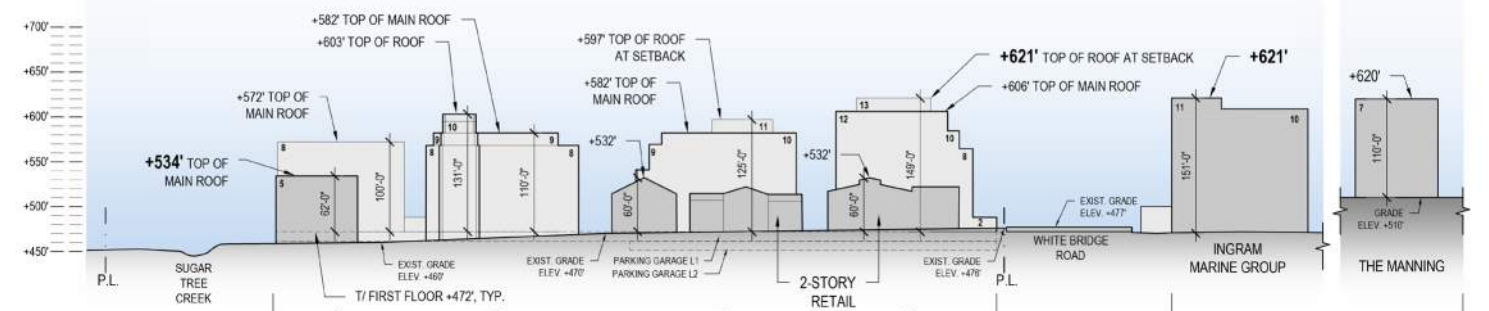 +700'
+650'
+600'
+550'
+500'
+450'
P.L.
SUGAR
TREE
CREEK
+534' TOP OF
MAIN ROOF
+572' TOP OF
MAIN ROOF
8
5
62'-0"
100'-0"
T/ FIRST FLOOR +472', TYP.
EXIST. GRADE
ELEV. +460'
+582' TOP OF MAIN ROOF
+603' TOP OF ROOF
10
9
8
131'-0"
110'-0"
9
8
+597' TOP OF ROOF
AT SETBACK
+582' TOP OF
MAIN ROOF
+532'
9
11
10
60'-0"
125'-0"
EXIST. GRADE
ELEV. +470'
PARKING GARAGE L1
PARKING GARAGE L2
2-STORY
RETAIL
+532'
+621' TOP OF ROOF AT SETBACK
+606' TOP OF MAIN ROOF
13
12
10
8
2
60'-0"
149'-0"
EXIST. GRADE
ELEV. +476'
P.L.
EXIST. GRADE
ELEV. +477'
WHITE BRIDGE
ROAD
+621'
11
10
151'-0"
INGRAM
MARINE GROUP
+620'
7
110'-0"
GRADE
ELEV. +510'
THE MANNING